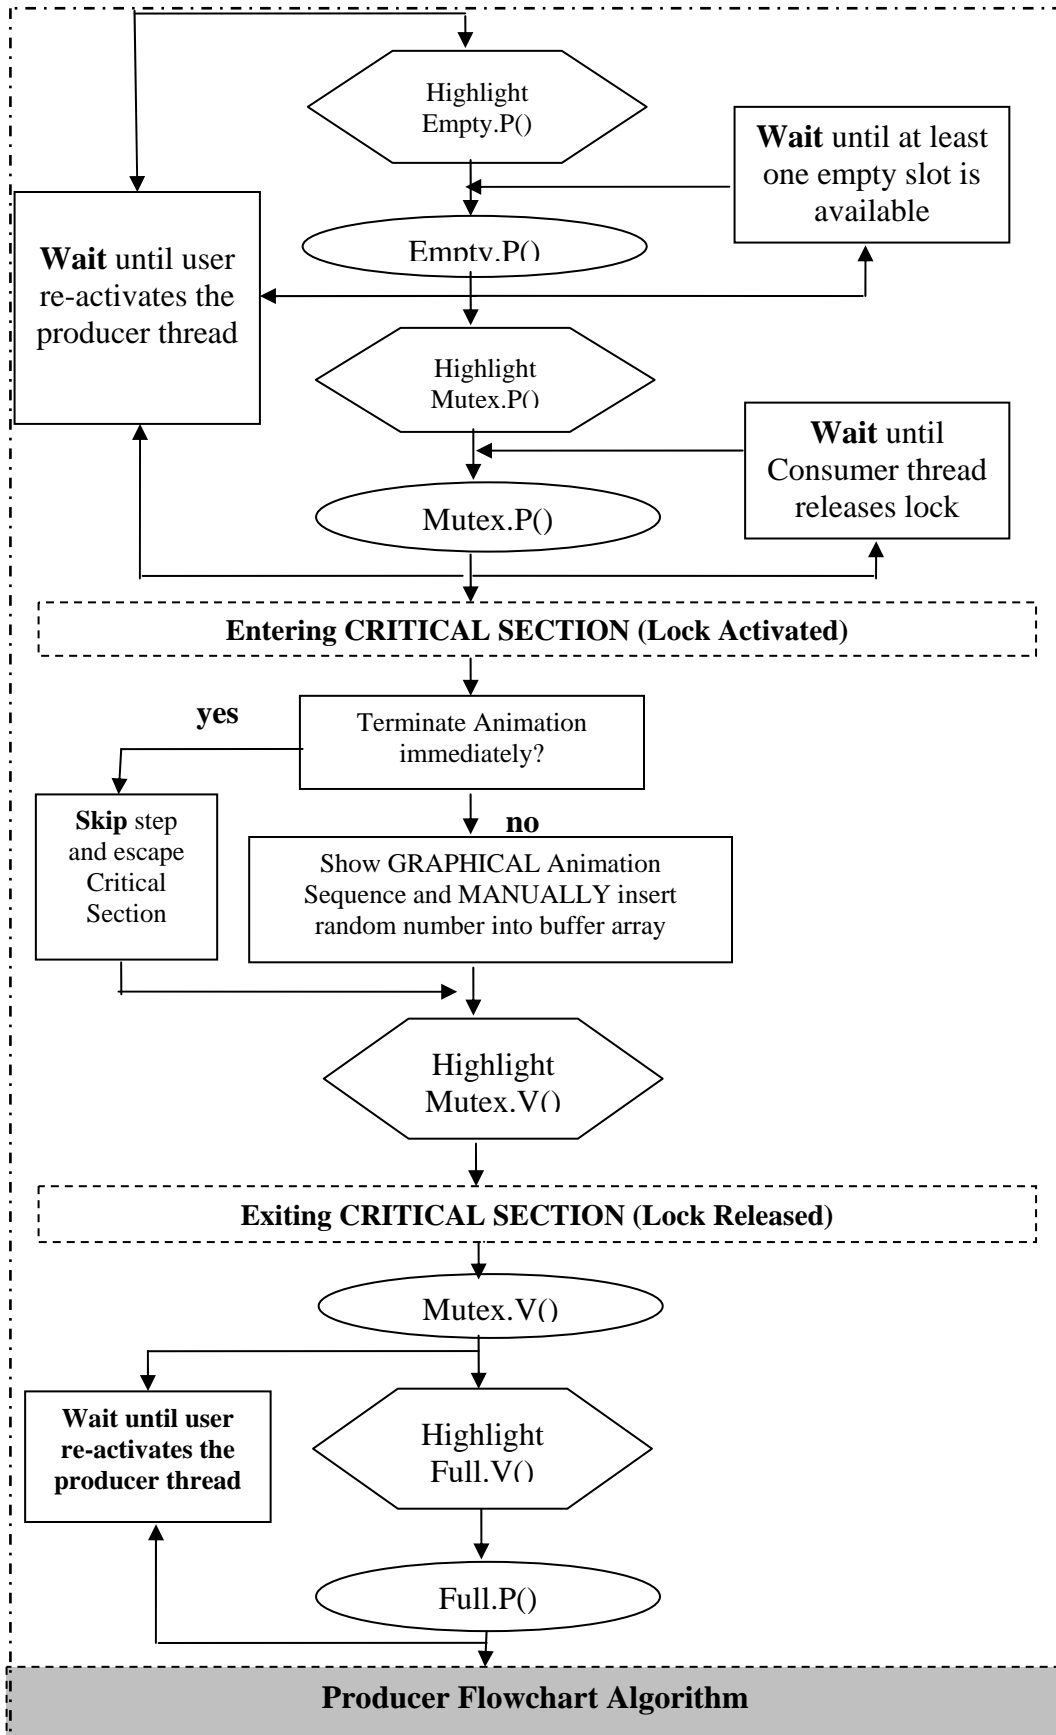 Highlight
Empty.P()
Wait until at least
one empty slot is
available
Empty.P()
Wait until user
re-activates the
producer thread
Highlight
Mutex.P()
Wait until
Consumer thread
releases lock
Mutex.P()
Entering CRITICAL SECTION (Lock Activated)
yes
Terminate Animation
immediately?
Skip step
and escape
Critical
Section
no
Show GRAPHICAL Animation
Sequence and MANUALLY insert
random number into buffer array
Highlight
Mutex.V()
Exiting CRITICAL SECTION (Lock Released)
Mutex.V()
Wait until user
re-activates the
producer thread
Highlight
Full.V()
Full.P()
Producer Flowchart Algorithm